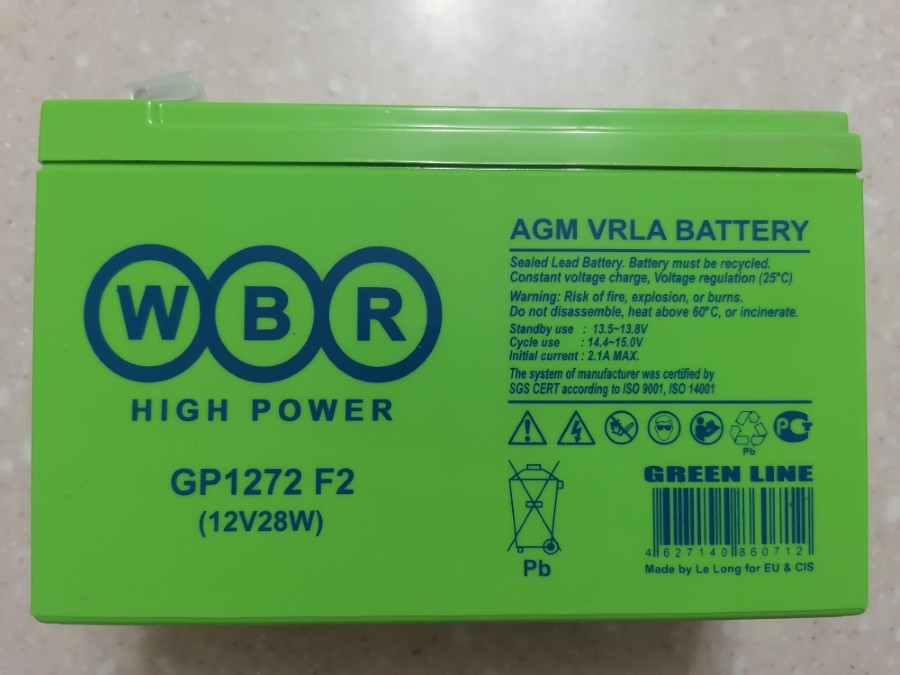 WBR
HIGH POWER
GP1272 F2
(12V28W)
AGM VRLA BATTERY
Sealed Lead Battery. Battery must be recycled.
Constant voltage charge, Voltage regulation (25°C)
Warning: Risk of fire, explosion, or burns.
Do not disassemble, heat above 60°C, or incinerate.
Standby use : 13.5~13.8V
Cycle use : 14.4~15.0V
Initial current : 2.1A MAX.
The system of manufacturer was certified by
SGS CERT according to ISO 9001, ISO 14001
Pb
РСТ
Pb
GREEN LINE
4627140860712
Made by Le Long for EU & CIS